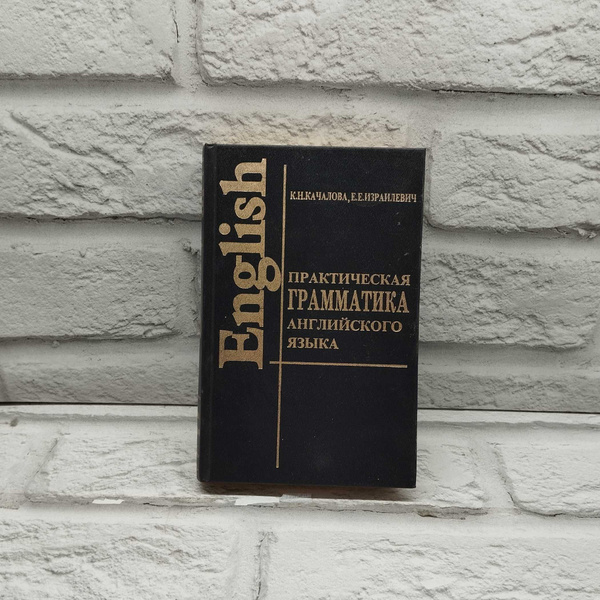 English
К.Н.КАЧАЛОВА, Е.Е.ИЗРАИЛЕВИЧ
ПРАКТИЧЕСКАЯ
ГРАММАТИКА
АНГЛИЙСКОГО
ЯЗЫКА